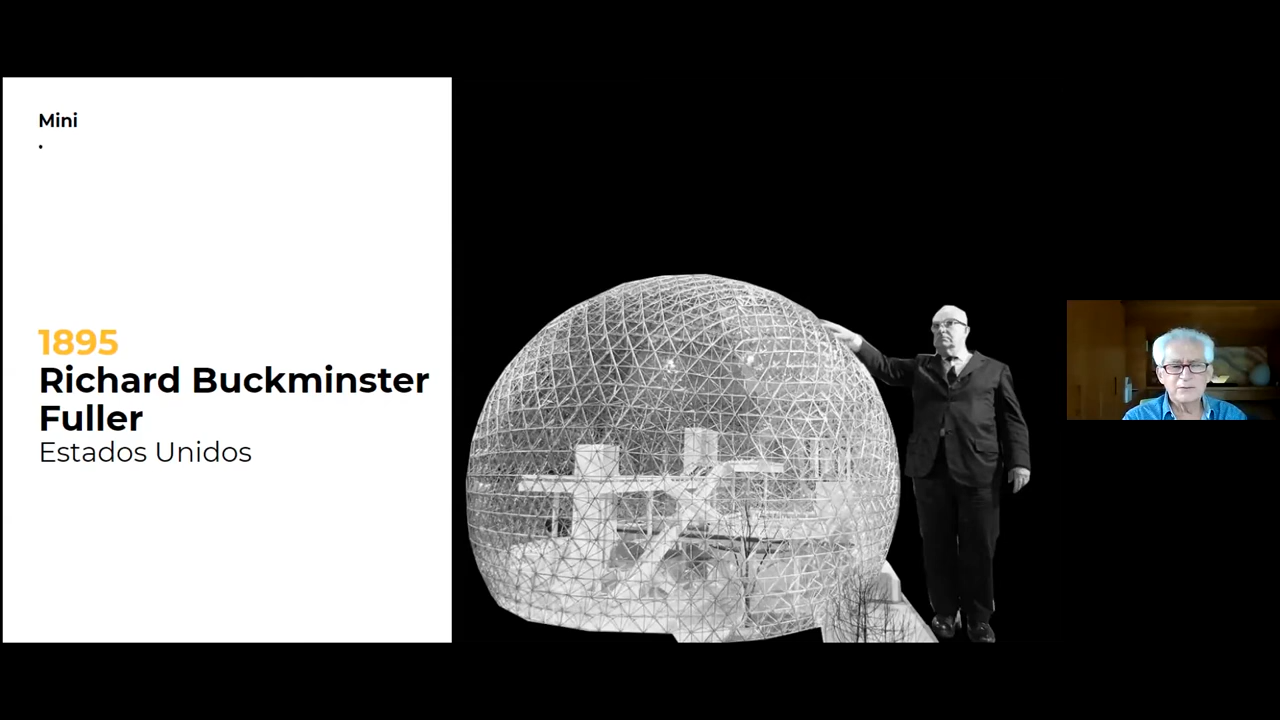 Mini
.
1895
Richard Buckminster
Fuller
Estados Unidos